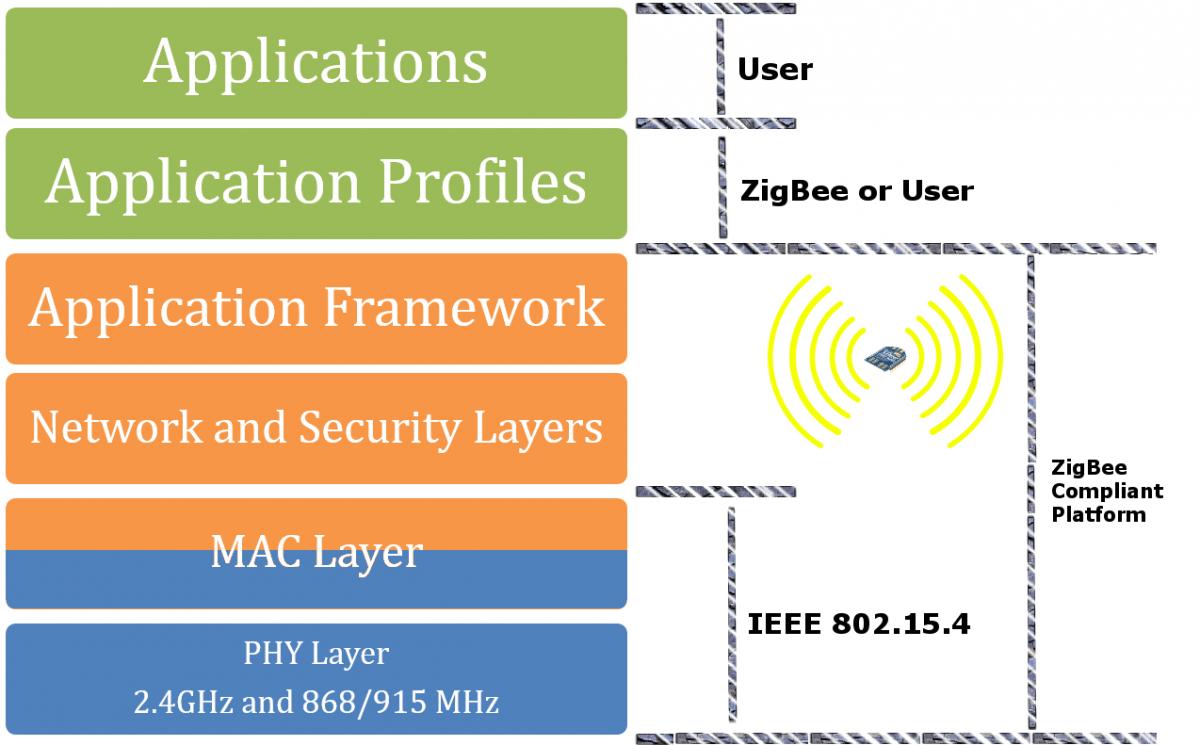 Applications
User
Application Profiles
ZigBee or User
Application Framework
Network and Security Layers
ZigBee
Compliant
Platform
MAC Layer
IEEE 802.15.4
PHY Layer
2.4GHz and 868/915 MHz